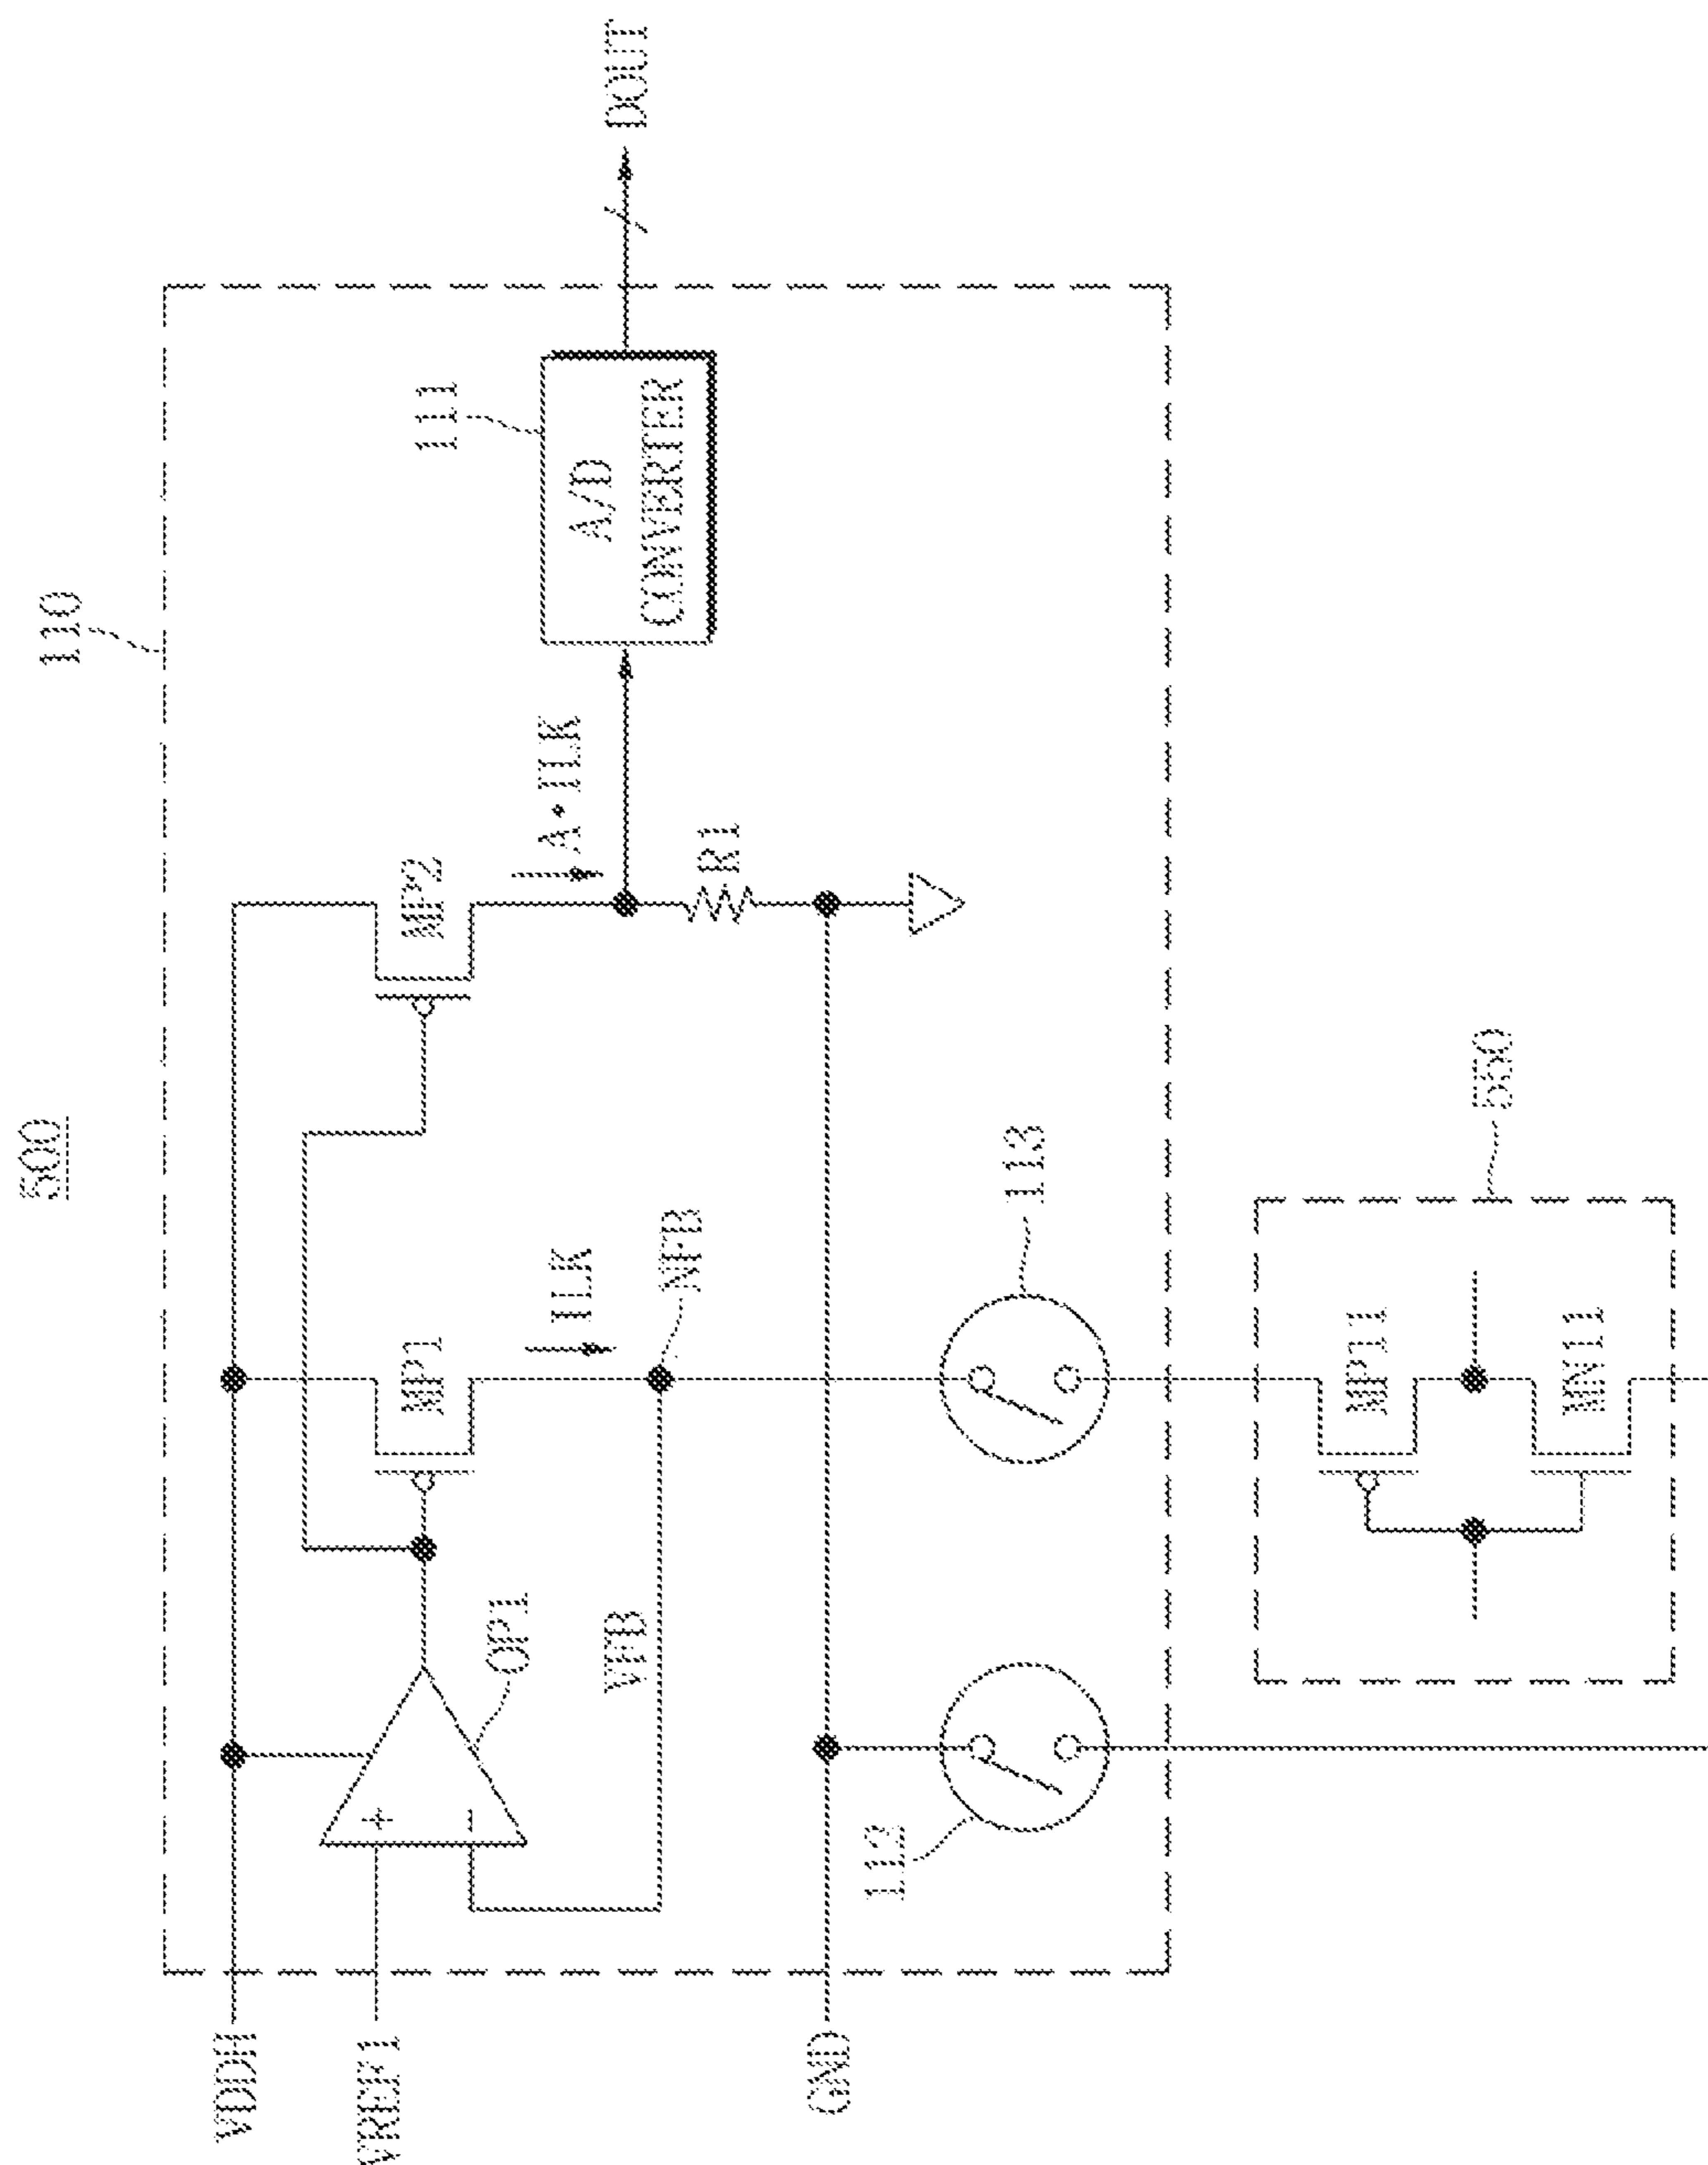 500
110
VDDH
VREF1
GND
OP1
MP1
MP2
ILK
A•ILK
NFB
VFB
R1
111
A/D
CONVERTER
DOUT
112
113
550
MP11
MN11